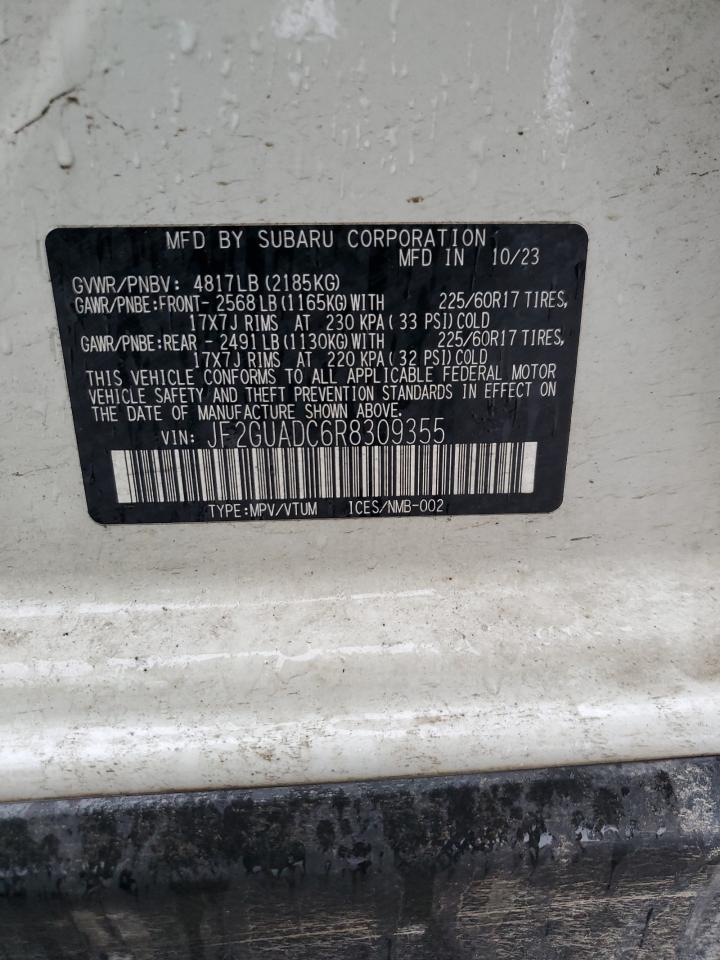 MFD BY SUBARU CORPORATION
MFD IN 10/23
GVWR/PNBV: 4817LB (2185KG)
GAWR/PNBE:FRONT- 2568 LB (1165KG) WITH 225/60R17 TIRES,
17X7J RIMS AT 230 KPA ( 33 PSI) COLD
GAWR/PNBE:REAR - 2491 LB (1130KG) WITH 225/60R17 TIRES,
17X7J RIMS AT 220 KPA ( 32 PSI) COLD
THIS VEHICLE CONFORMS TO ALL APPLICABLE FEDERAL MOTOR
VEHICLE SAFETY AND THEFT PREVENTION STANDARDS IN EFFECT ON
THE DATE OF MANUFACTURE SHOWN ABOVE.
VIN: JF2GUADC6R8309355
TYPE:MPV/VTUM ICES/NMB-002